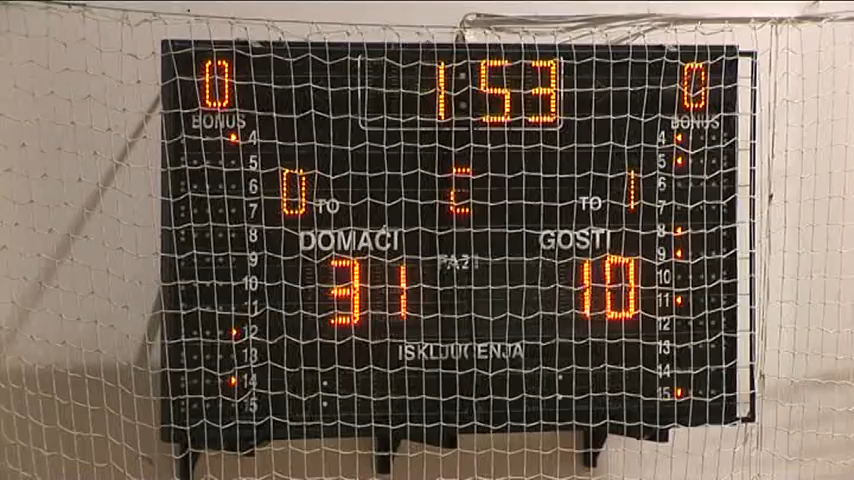 0 1:53 0
BONUS BONUS
4 4
5 5
6 0 TO TO 1 6
7 7
8 DOMAĆI GOSTI 8
9 9
10 31 10 10
11 11
12 12
13 ISKLJUČENJA 13
14 14
15 15